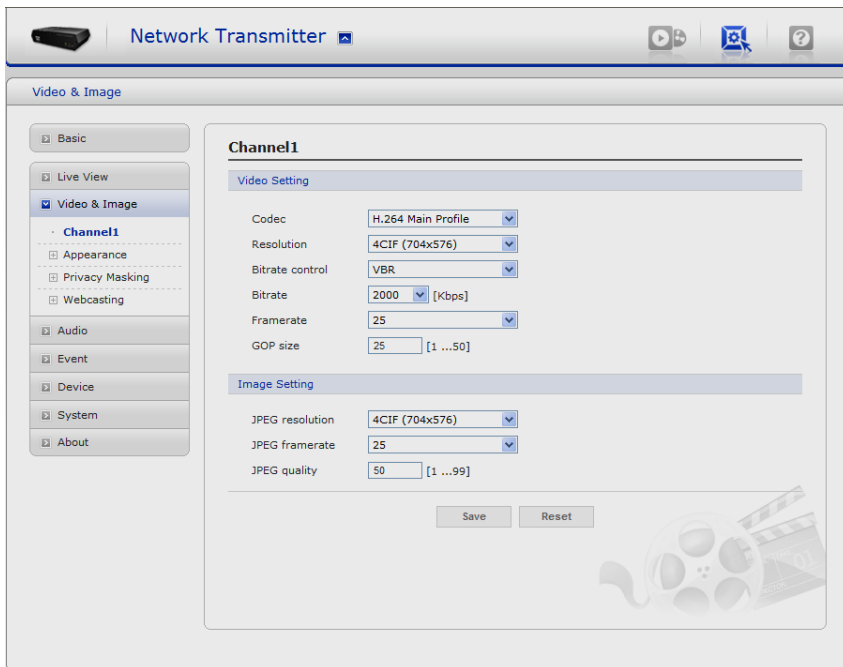 Network Transmitter
?
Video & Image
Basic
Live View
Video & Image
Channel1
Appearance
Privacy Masking
Webcasting
Audio
Event
Device
System
About
Channel1
Video Setting
Codec H.264 Main Profile
Resolution 4CIF (704x576)
Bitrate control VBR
Bitrate 2000 [Kbps]
Framerate 25
GOP size 25 [1 ...50]
Image Setting
JPEG resolution 4CIF (704x576)
JPEG framerate 25
JPEG quality 50 [1 ...99]
Save Reset
01